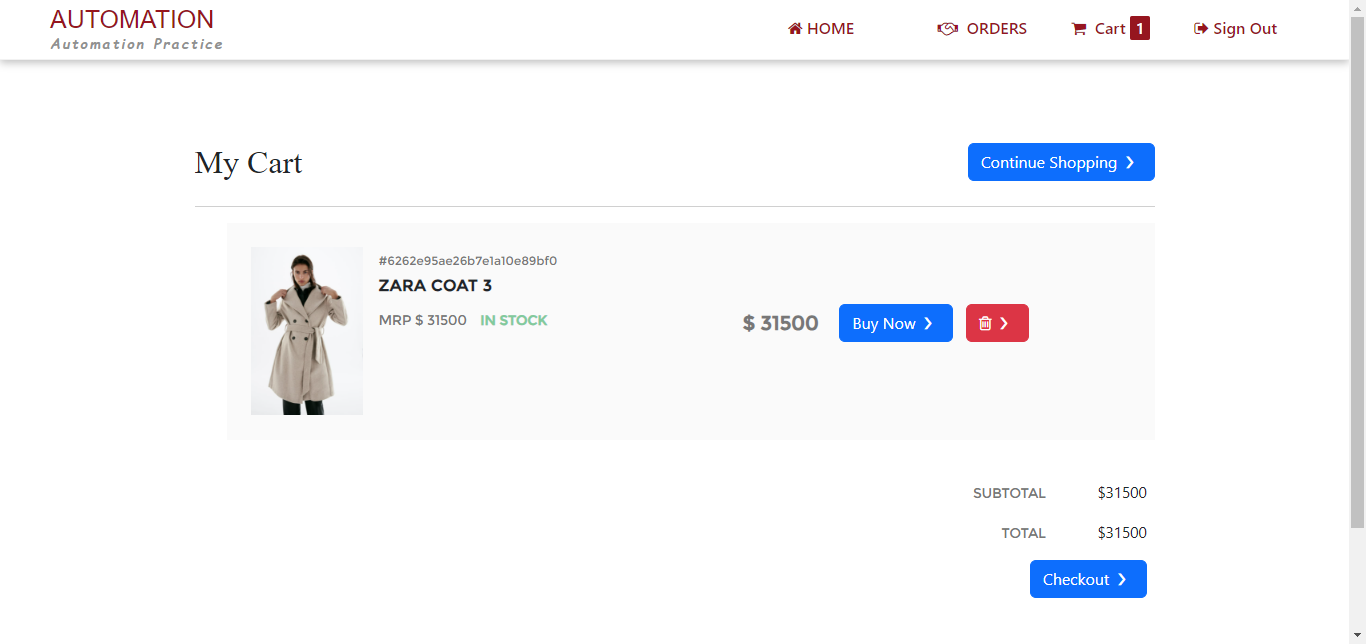 AUTOMATION
Automation Practice
HOME
ORDERS
Cart 1
Sign Out
My Cart
Continue Shopping
#6262e95ae26b7e1a10e89bf0
ZARA COAT 3
MRP $ 31500 IN STOCK
$ 31500
Buy Now
SUBTOTAL $31500
TOTAL $31500
Checkout